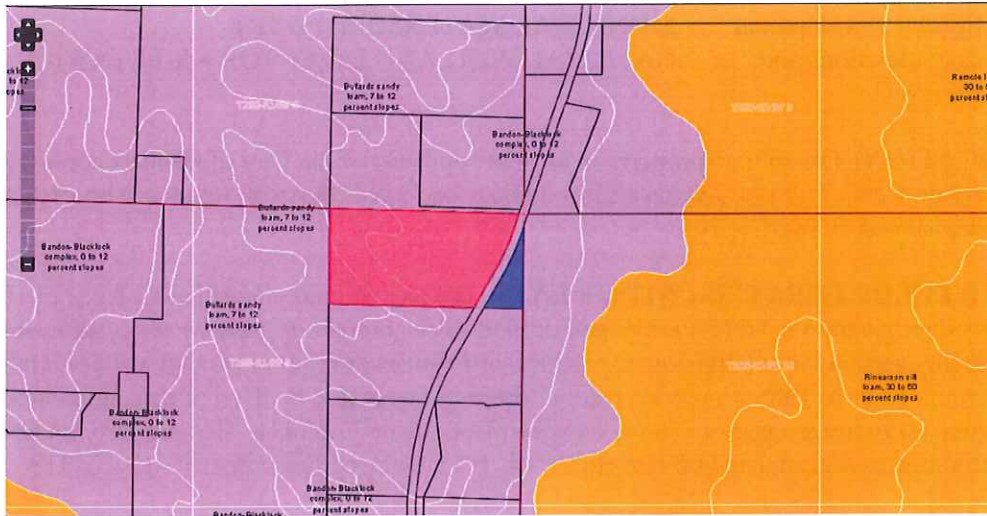 Bullards sandy
loam, 7 to 12
percent slopes
Bandon-Blacklock
complex, 0 to 12
percent slopes
Bullards sandy
loam, 7 to 12
percent slopes
Bandon-Blacklock
complex, 0 to 12
percent slopes
Bullards sandy
loam, 7 to 12
percent slopes
Rinearson silt
loam, 30 to 50
percent slopes
Bandon-Blacklock
complex, 0 to 12
percent slopes
Bandon-Blacklock
complex, 0 to 12
percent slopes
Bandon-Blacklock